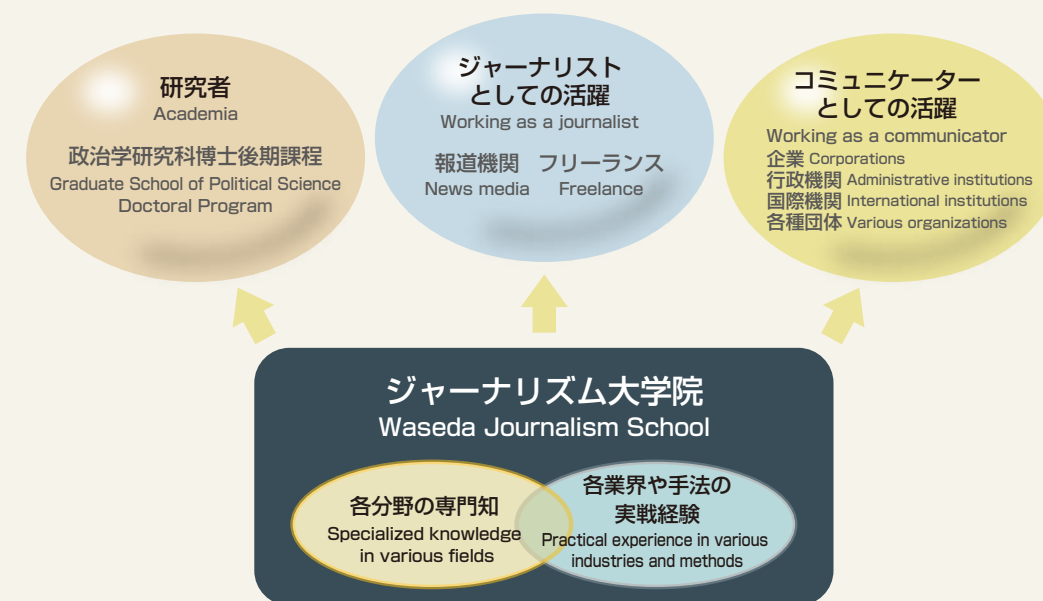 研究者
Academia
政治学研究科博士後期課程
Graduate School of Political Science
Doctoral Program
ジャーナリスト
としての活躍
Working as a journalist
報道機関 フリーランス
News media Freelance
コミュニケーター
としての活躍
Working as a communicator
企業 Corporations
行政機関 Administrative institutions
国際機関 International institutions
各種団体 Various organizations
ジャーナリズム大学院
Waseda Journalism School
各分野の専門知
Specialized knowledge
in various fields
各業界や手法の
実戦経験
Practical experience in various
industries and methods